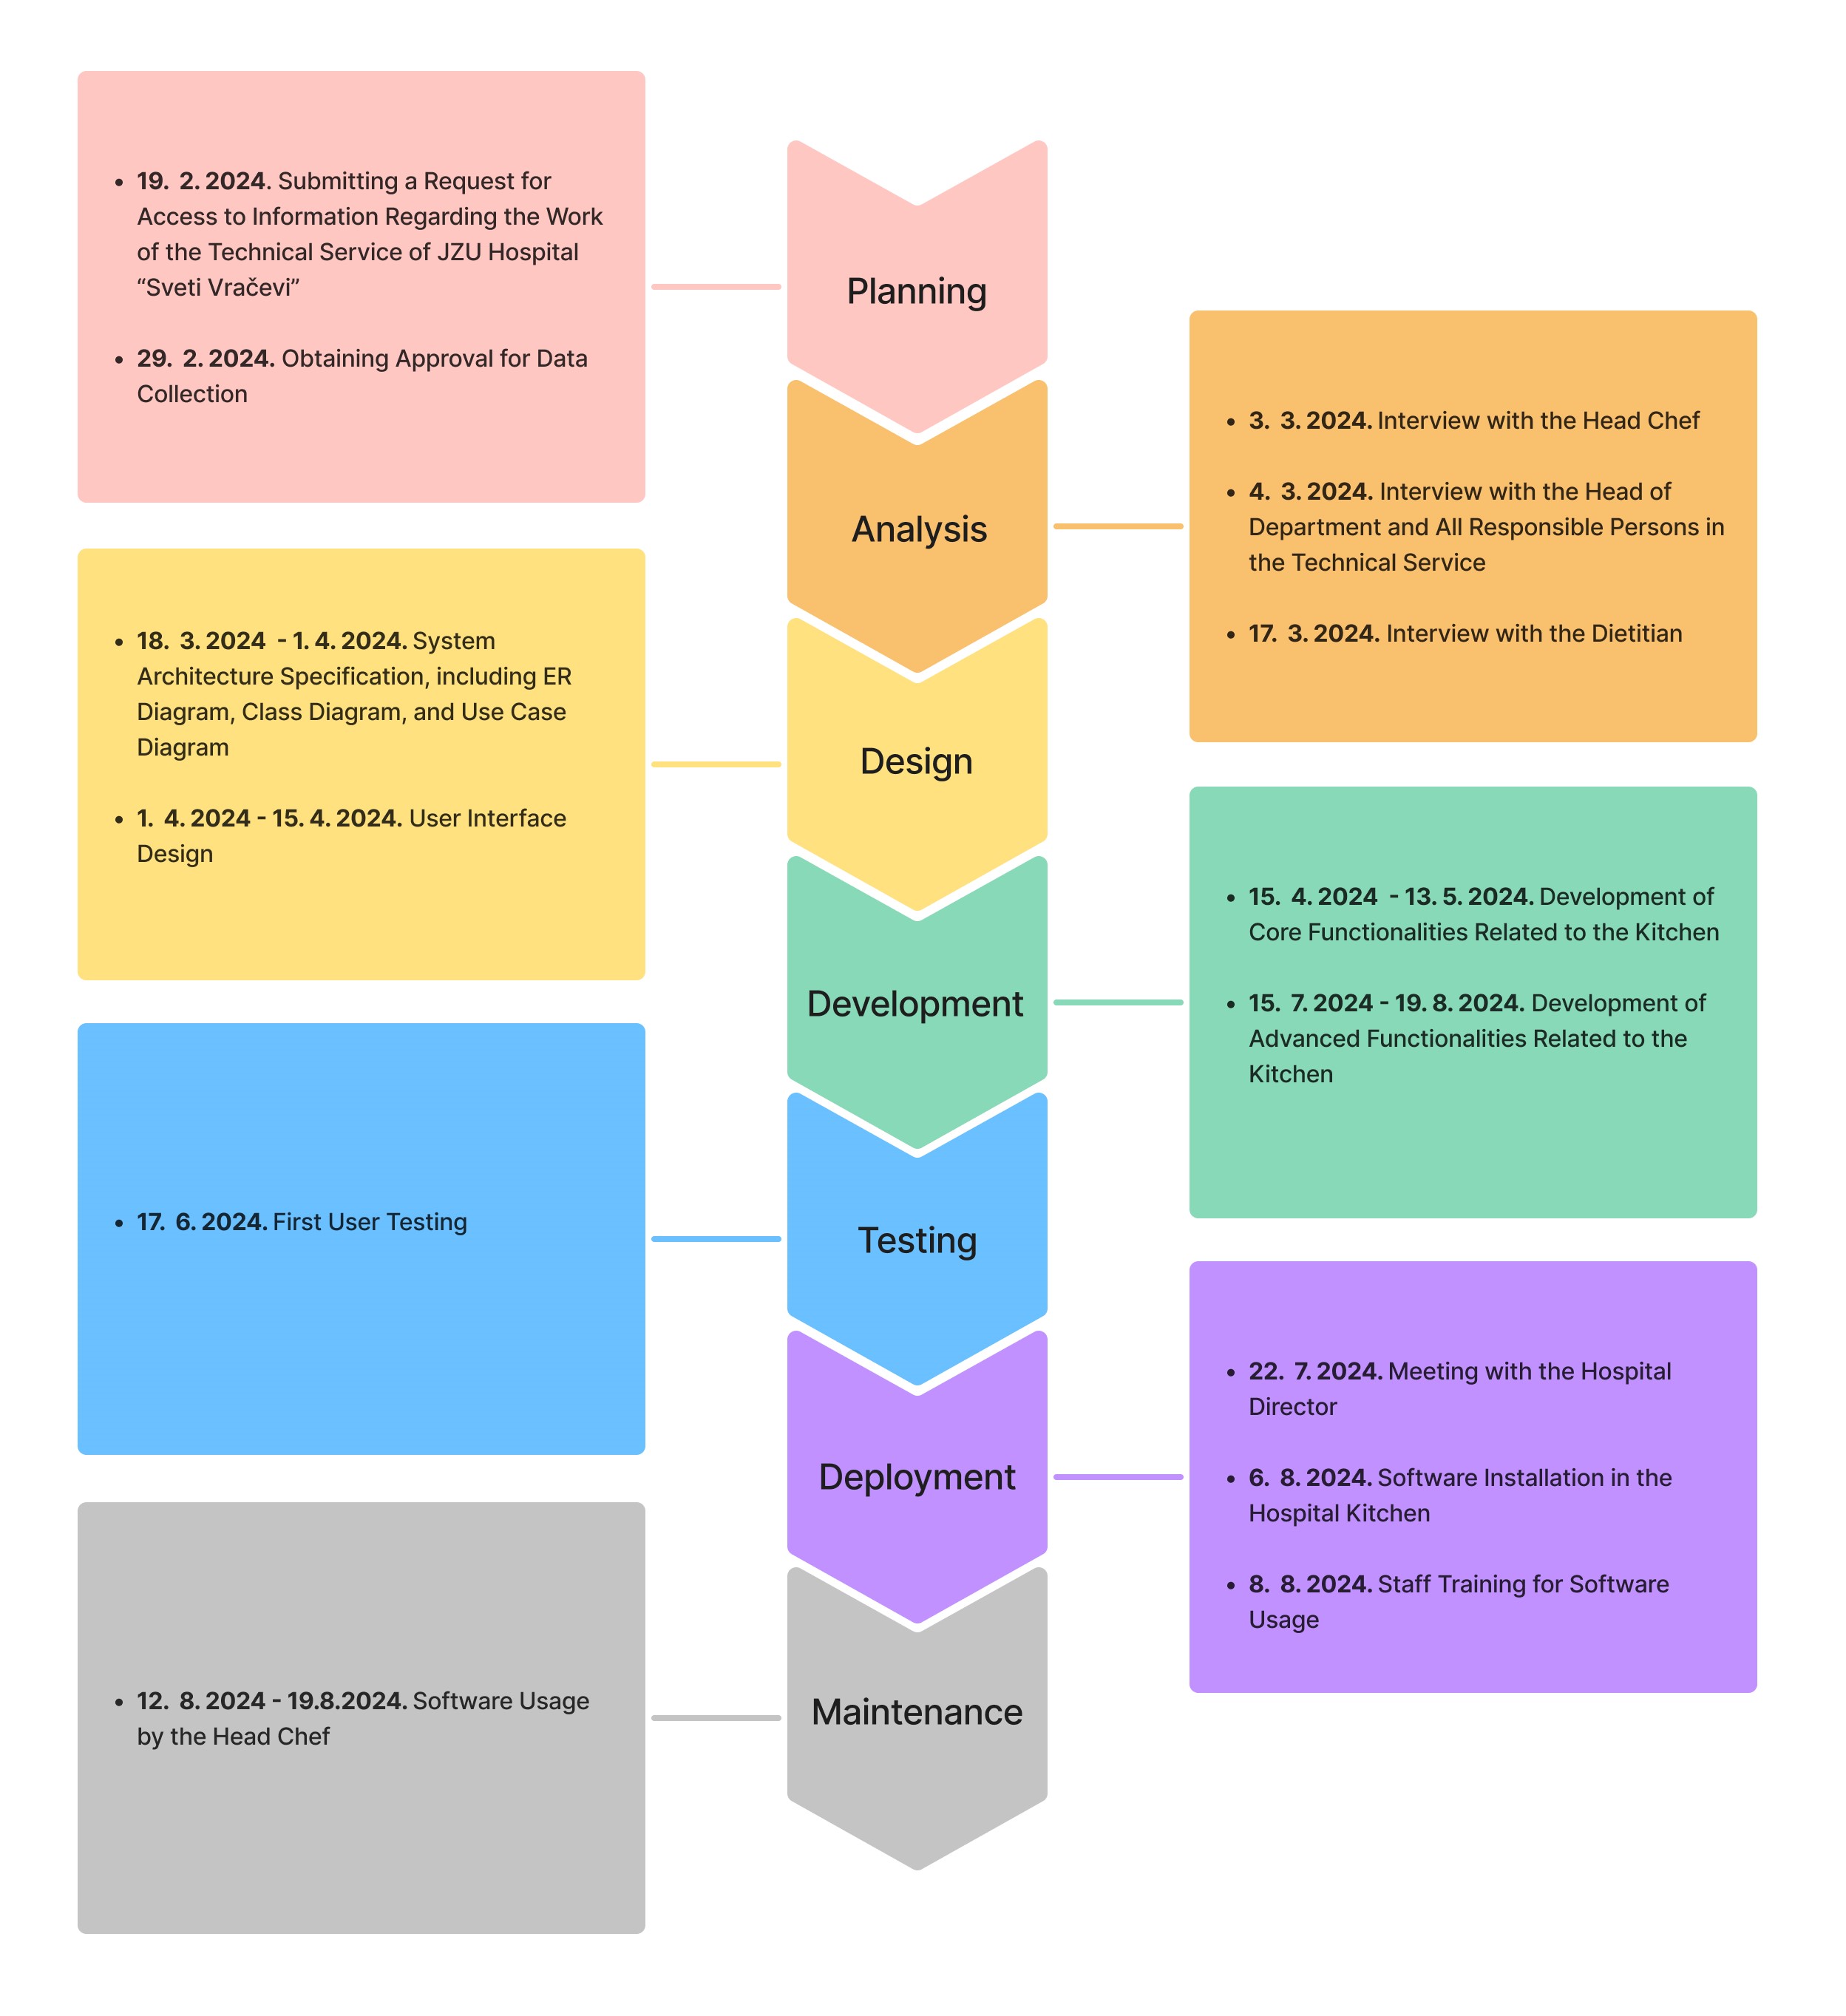 • 19. 2. 2024. Submitting a Request for
Access to Information Regarding the Work
of the Technical Service of JZU Hospital
“Sveti Vračevi”
• 29. 2. 2024. Obtaining Approval for Data
Collection
Planning
• 3. 3. 2024. Interview with the Head Chef
• 4. 3. 2024. Interview with the Head of
Department and All Responsible Persons in
the Technical Service
• 17. 3. 2024. Interview with the Dietitian
Analysis
• 18. 3. 2024 - 1. 4. 2024. System
Architecture Specification, including ER
Diagram, Class Diagram, and Use Case
Diagram
• 1. 4. 2024 - 15. 4. 2024. User Interface
Design
Design
• 15. 4. 2024 - 13. 5. 2024. Development of
Core Functionalities Related to the Kitchen
• 15. 7. 2024 - 19. 8. 2024. Development of
Advanced Functionalities Related to the
Kitchen
Development
• 17. 6. 2024. First User Testing
Testing
• 22. 7. 2024. Meeting with the Hospital
Director
• 6. 8. 2024. Software Installation in the
Hospital Kitchen
• 8. 8. 2024. Staff Training for Software
Usage
Deployment
• 12. 8. 2024 - 19.8.2024. Software Usage
by the Head Chef
Maintenance